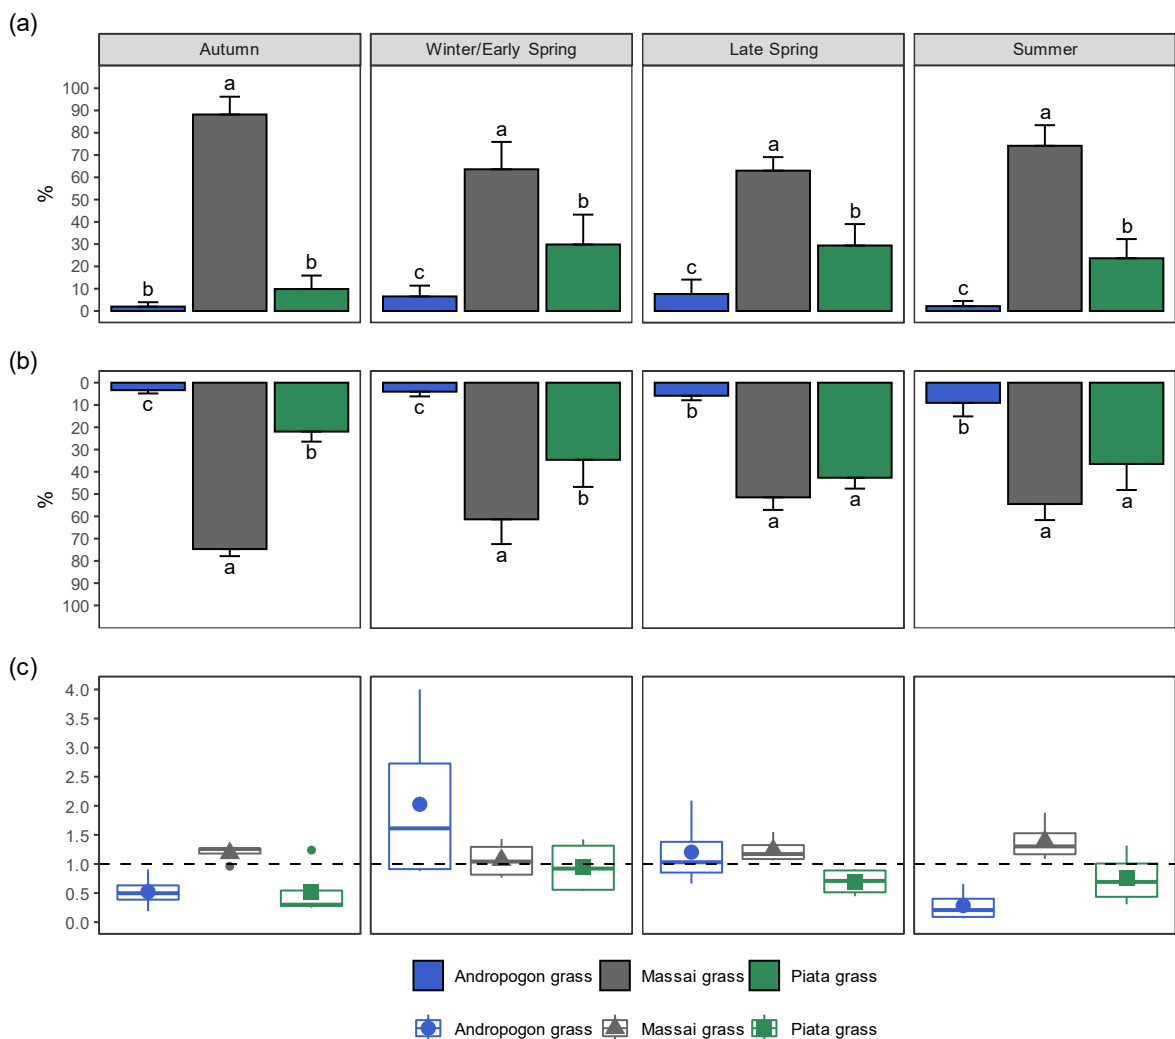 (a)
Autumn Winter/Early Spring Late Spring Summer
100
90
80
70
60
50
40
30
20
10
0
%
b a b
c a b
c a b
c a b
(b)
0
10
20
30
40
50
60
70
80
90
100
%
c a b
c a b
b a a
b a a
(c)
4.0
3.5
3.0
2.5
2.0
1.5
1.0
0.5
0.0
Andropogon grass Massai grass Piata grass
Andropogon grass Massai grass Piata grass